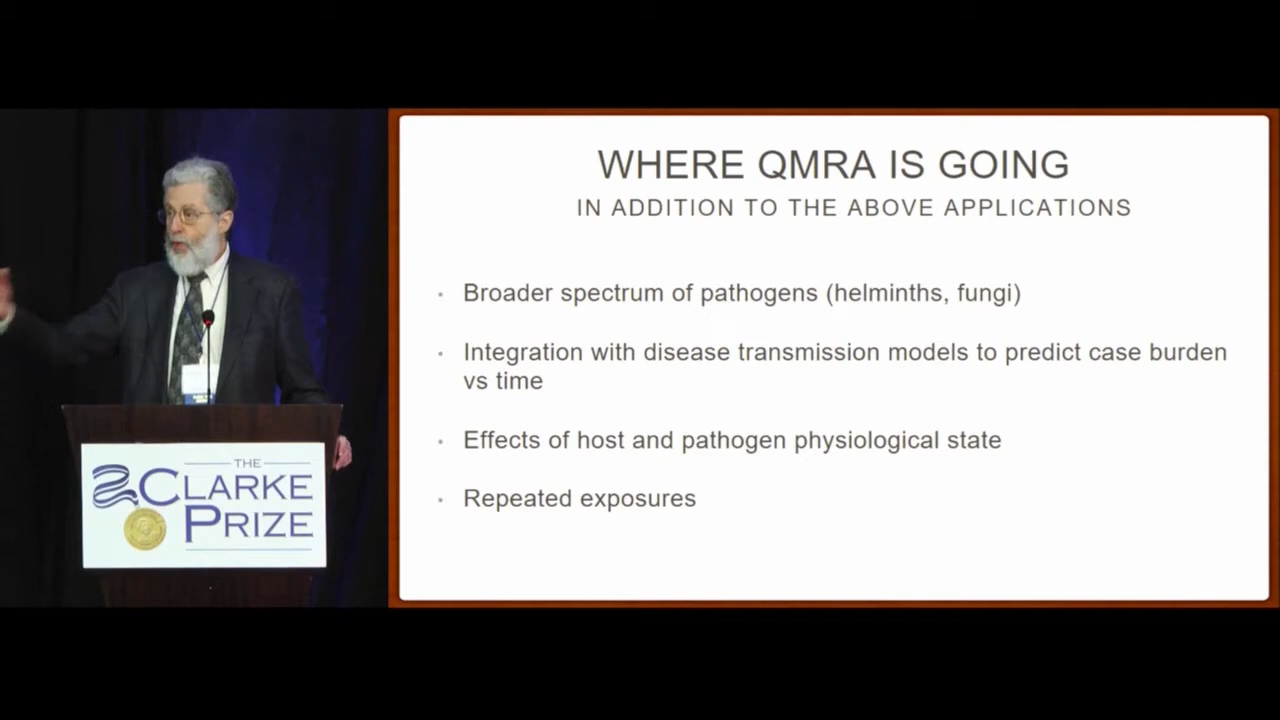 WHERE QMRA IS GOING
IN ADDITION TO THE ABOVE APPLICATIONS
· Broader spectrum of pathogens (helminths, fungi)
· Integration with disease transmission models to predict case burden
vs time
· Effects of host and pathogen physiological state
· Repeated exposures
THE
CLARKE
PRIZE